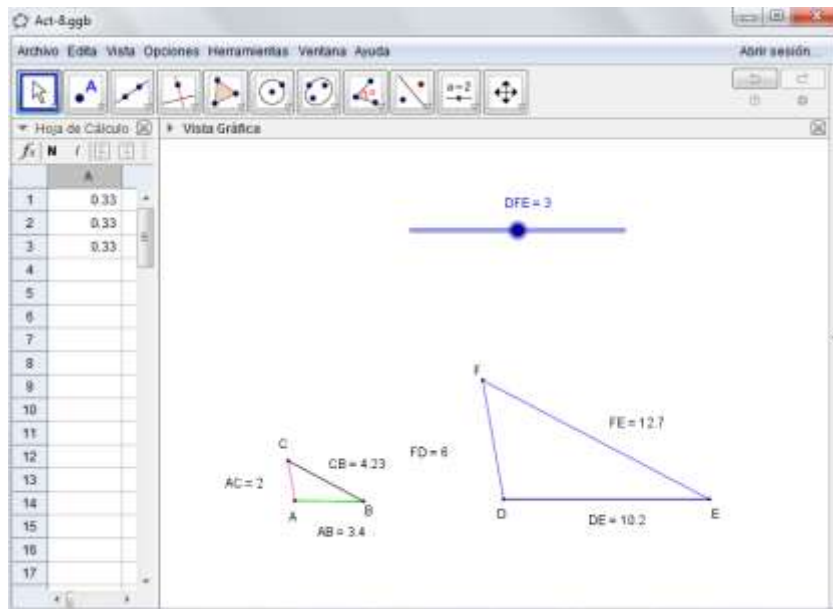 Act-8.ggb
Archivo Edita Vista Opciones Herramientas Ventana Ayuda
Abrir sesión...
A
a=2
Hoja de Cálculo
Vista Gráfica
fx N I
A
1 0.33
2 0.33
3 0.33
4
5
6
7
8
9
10
11
12
13
14
15
16
17
DFE = 3
F
FE = 12.7
C
CB = 4.23
FD = 6
AC = 2
A
B
AB = 3.4
D
E
DE = 10.2